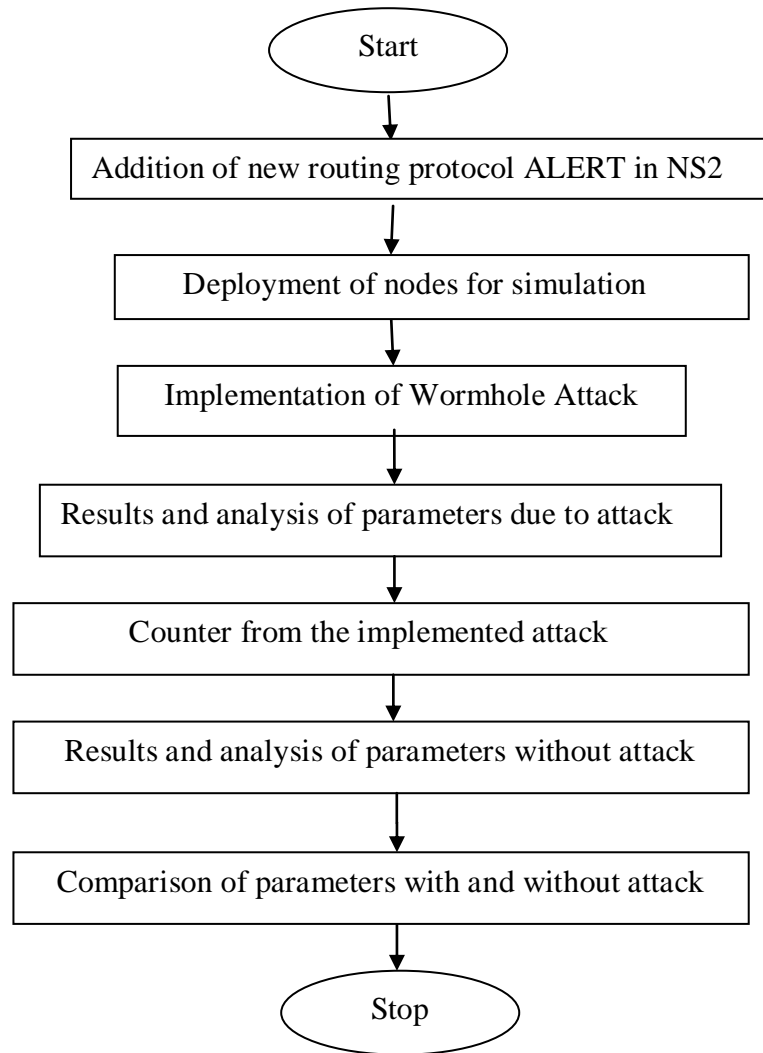 Start
Addition of new routing protocol ALERT in NS2
Deployment of nodes for simulation
Implementation of Wormhole Attack
Results and analysis of parameters due to attack
Counter from the implemented attack
Results and analysis of parameters without attack
Comparison of parameters with and without attack
Stop